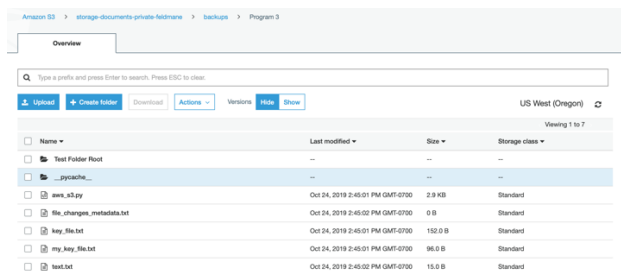 Amazon S3 > storage-documents-private-feldmane > backups > Program 3
Overview
Type a prefix and press Enter to search. Press ESC to clear.
Upload + Create folder Download Actions Versions Hide Show US West (Oregon)
Viewing 1 to 7
Name Last modified Size Storage class
Test Folder Root -- -- --
__pycache__ -- -- --
aws_s3.py Oct 24, 2019 2:45:01 PM GMT-0700 2.9 KB Standard
file_changes_metadata.txt Oct 24, 2019 2:45:02 PM GMT-0700 0 B Standard
key_file.txt Oct 24, 2019 2:45:01 PM GMT-0700 152.0 B Standard
my_key_file.txt Oct 24, 2019 2:45:01 PM GMT-0700 96.0 B Standard
text.txt Oct 24, 2019 2:45:02 PM GMT-0700 15.0 B Standard